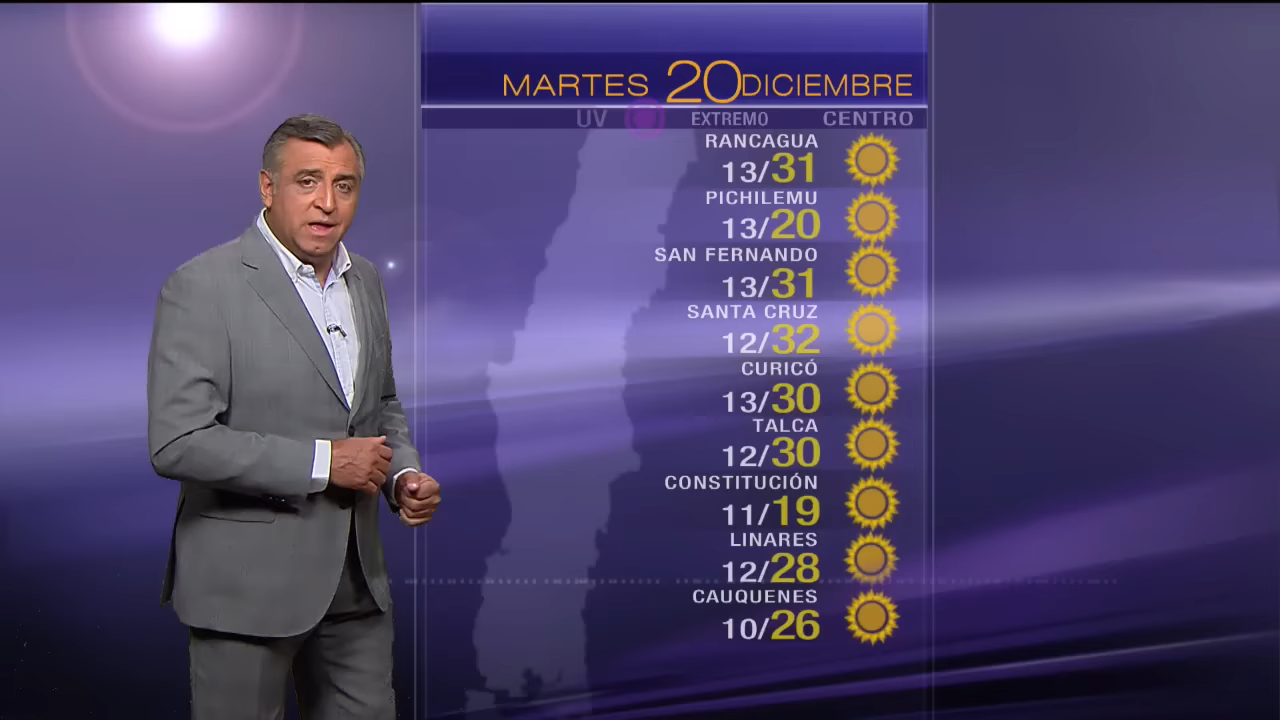 MARTES 20 DICIEMBRE
UV EXTREMO CENTRO
RANCAGUA
13/31
PICHILEMU
13/20
SAN FERNANDO
13/31
SANTA CRUZ
12/32
CURICÓ
13/30
TALCA
12/30
CONSTITUCIÓN
11/19
LINARES
12/28
CAUQUENES
10/26